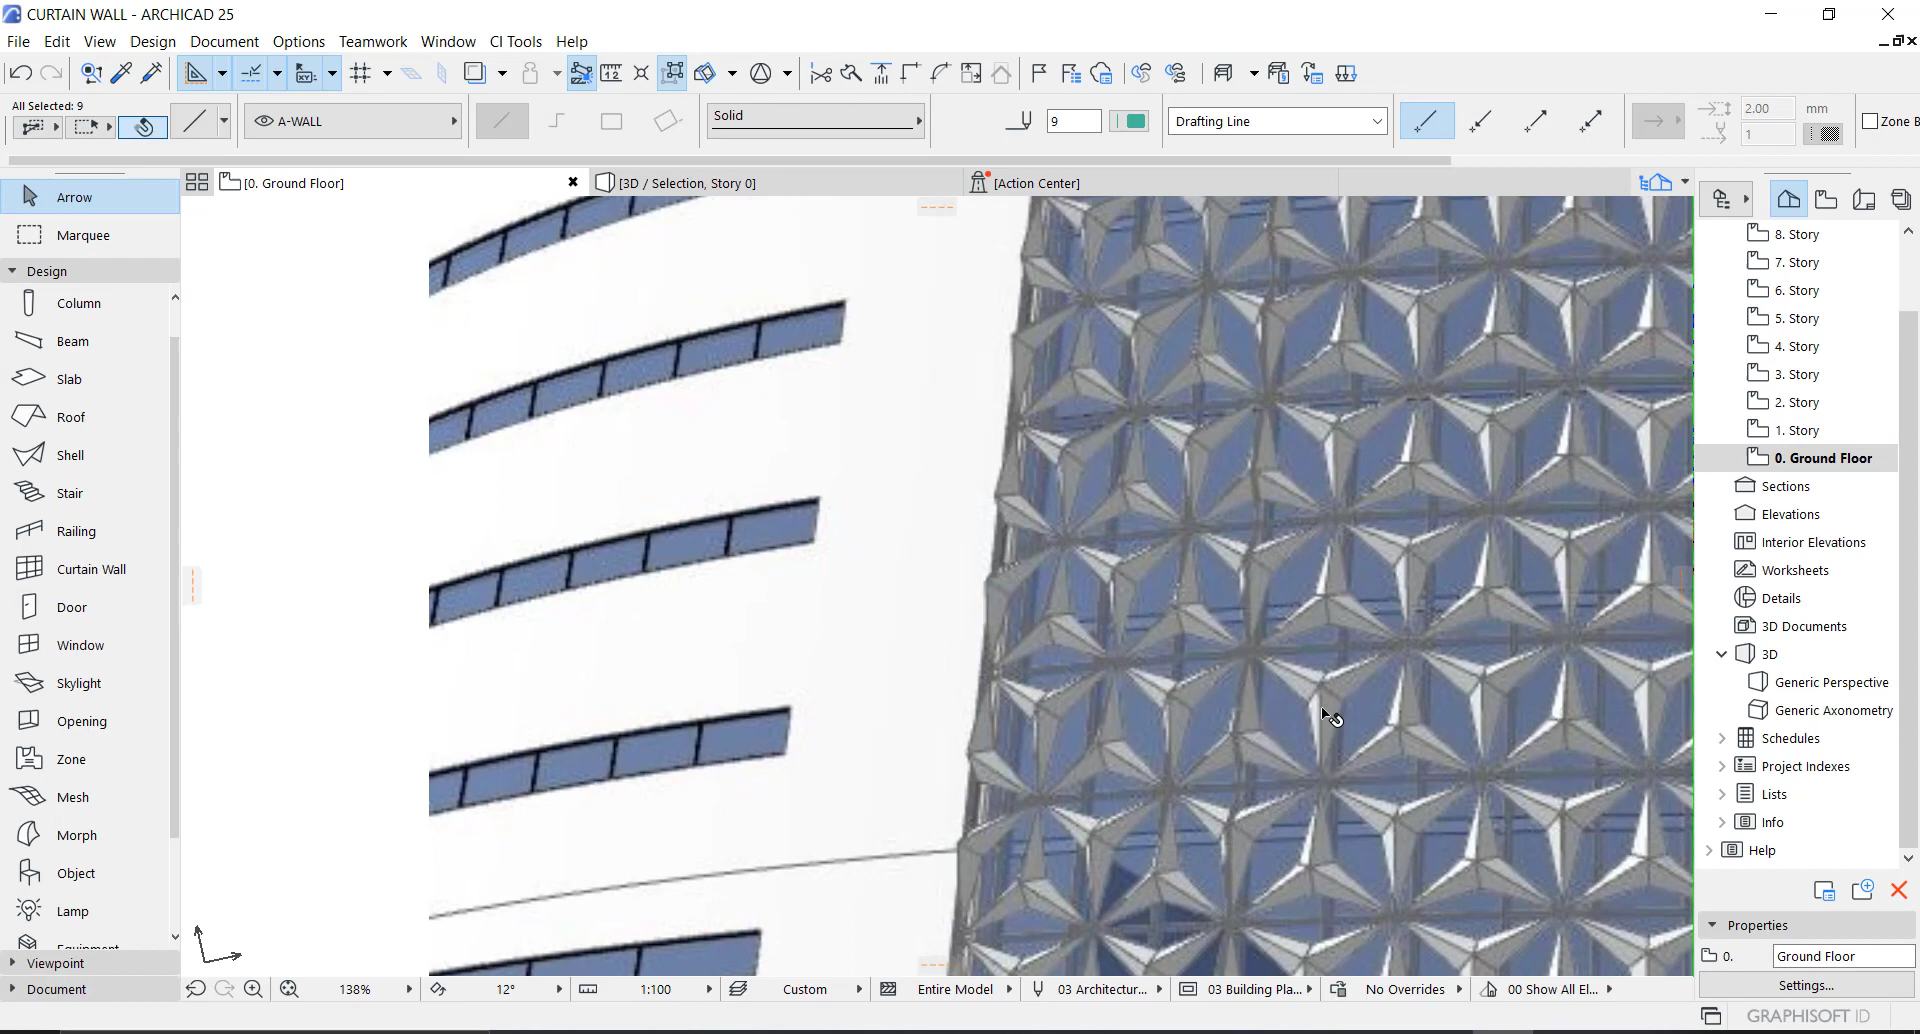 CURTAIN WALL - ARCHICAD 25
File Edit View Design Document Options Teamwork Window CI Tools Help
All Selected: 9
A-WALL
Solid
9
Drafting Line
2.00 mm
1
Zone B
[0. Ground Floor]
[3D / Selection, Story 0]
[Action Center]
Arrow
Marquee
Design
Column
Beam
Slab
Roof
Shell
Stair
Railing
Curtain Wall
Door
Window
Skylight
Opening
Zone
Mesh
Morph
Object
Lamp
Equipment
Viewpoint
Document
8. Story
7. Story
6. Story
5. Story
4. Story
3. Story
2. Story
1. Story
0. Ground Floor
Sections
Elevations
Interior Elevations
Worksheets
Details
3D Documents
3D
Generic Perspective
Generic Axonometry
Schedules
Project Indexes
Lists
Info
Help
Properties
0. Ground Floor
Settings...
138% 12° 1:100 Custom Entire Model 03 Architectur... 03 Building Pla... No Overrides 00 Show All El...
GRAPHISOFT ID